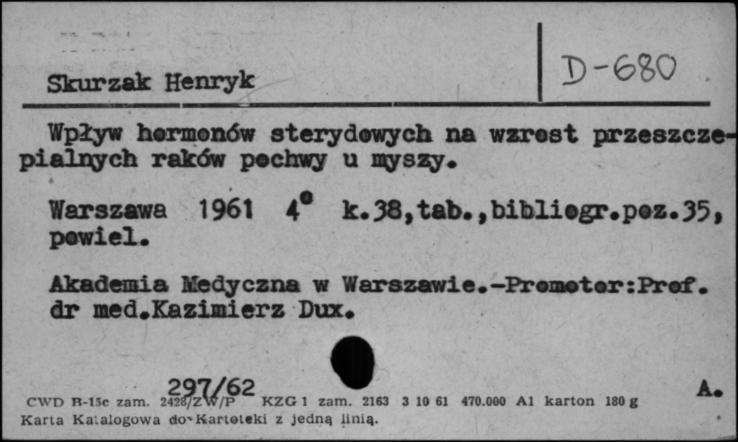 D-680
Skurzak Henryk
Wpływ hormonów sterydowych na wzrost przeszcze-
pialnych raków pochwy u myszy.
Warszawa 1961 4° k.38,tab.,bibliogr.poz.35,
powiel.
Akademia Medyczna w Warszawie.-Promotor:Prof.
dr med.Kazimierz Dux.
297/62 A.
CWD B-15c zam. 2428/ZW/P KZG 1 zam. 2163 3 10 61 470.000 A1 karton 180 g
Karta Katalogowa do Kartoteki z jedną linią.